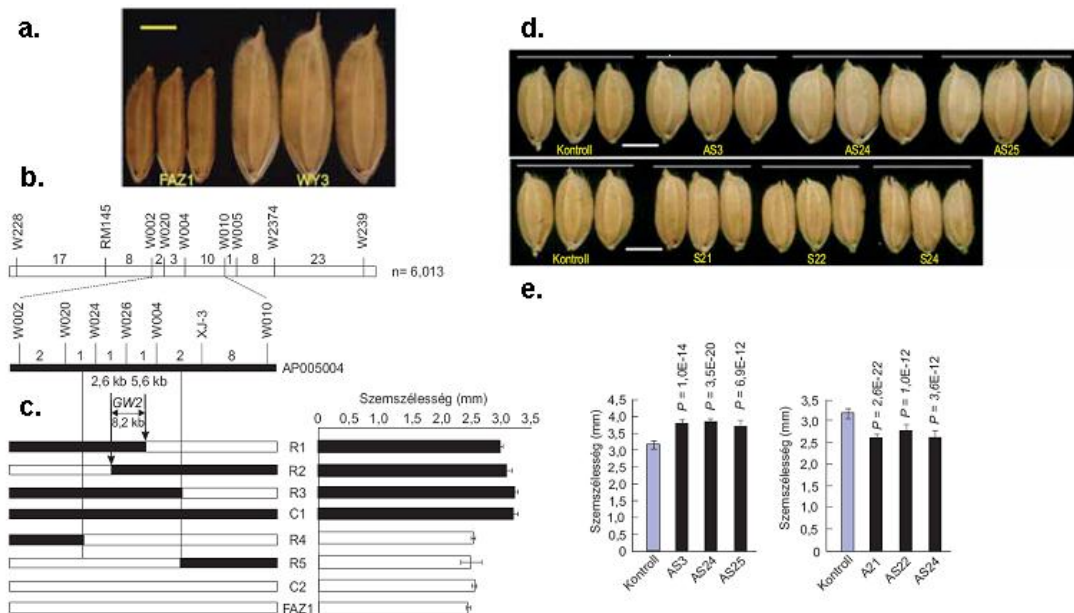 a.
FAZ1 WY3
b.
W228 RM145 W002 W020 W004 W010 W005 W2374 W239
17 8 2 3 10 1 8 23 n= 6,013
W002 W020 W024 W026 W004 XJ-3 W010
2 1 1 1 2 8 AP005004
2,6 kb 5,6 kb
c.
GW2
8,2 kb
Szemszélesség (mm)
0 0,5 1,0 1,5 2,0 2,5 3,0 3,5
R1
R2
R3
C1
R4
R5
C2
FAZ1
d.
Kontroll AS3 AS24 AS25
Kontroll S21 S22 S24
e.
Szemszélesség (mm)
4,5
4,0
3,5
3,0
2,5
2,0
1,5
1,0
0,5
0
P = 1,0E-14
P = 3,5E-20
P = 6,9E-12
Kontroll AS3 AS24 AS25
Szemszélesség (mm)
3,5
3,0
2,5
2,0
1,5
1,0
0,5
0
P = 2,6E-22
P = 1,0E-12
P = 3,6E-12
Kontroll A21 AS22 AS24